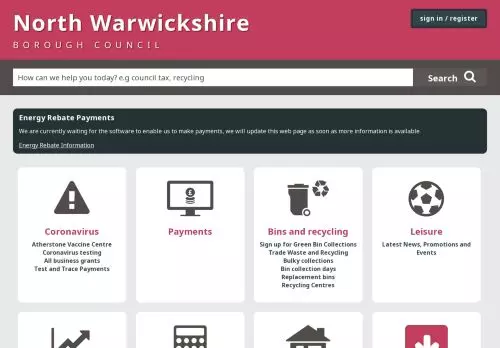 North Warwickshire
BOROUGH COUNCIL
sign in / register
How can we help you today? e.g council tax, recycling
Search
Energy Rebate Payments
We are currently waiting for the software to enable us to make payments, we will update this web page as soon as more information is available
Energy Rebate Information
Coronavirus
Atherstone Vaccine Centre
Coronavirus testing
All business grants
Test and Trace Payments
£
Payments
Bins and recycling
Sign up for Green Bin Collections
Trade Waste and Recycling
Bulky collections
Bin collection days
Replacement bins
Recycling Centres
Leisure
Latest News, Promotions and
Events